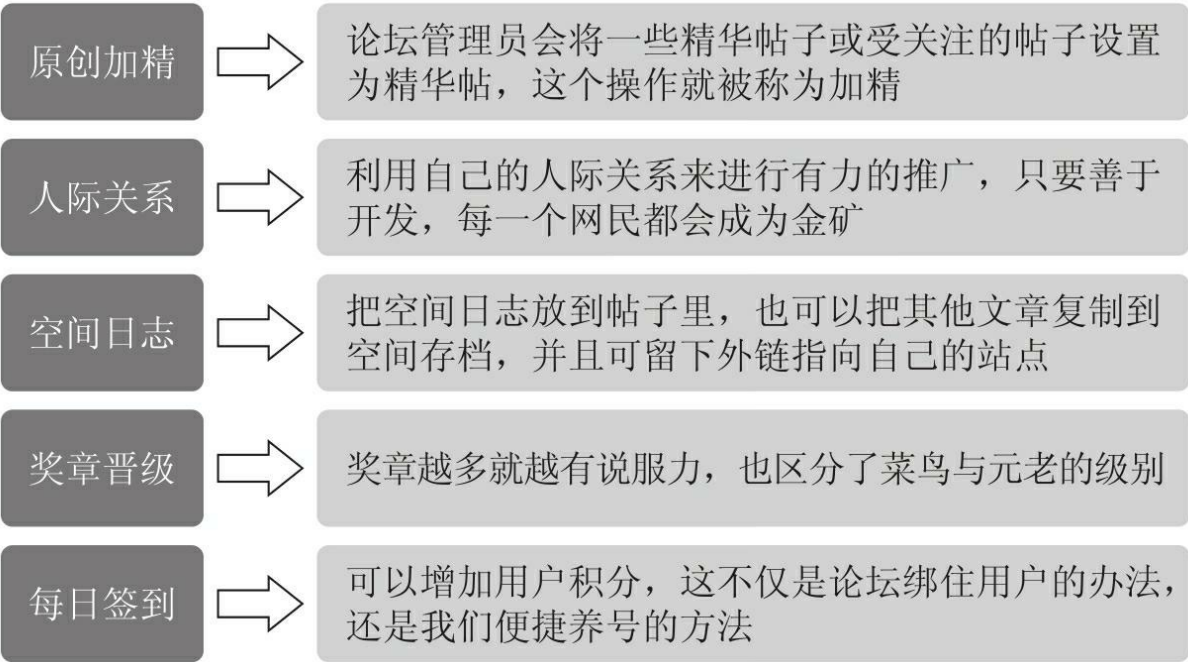 原创加精
论坛管理员会将一些精华帖子或受关注的帖子设置
为精华帖，这个操作就被称为加精
人际关系
利用自己的人际关系来进行有力的推广，只要善于
开发，每一个网民都会成为金矿
空间日志
把空间日志放到帖子里，也可以把其他文章复制到
空间存档，并且可留下外链指向自己的站点
奖章晋级
奖章越多就越有说服力，也区分了菜鸟与元老的级别
每日签到
可以增加用户积分，这不仅是论坛绑住用户的办法，
还是我们便捷养号的方法